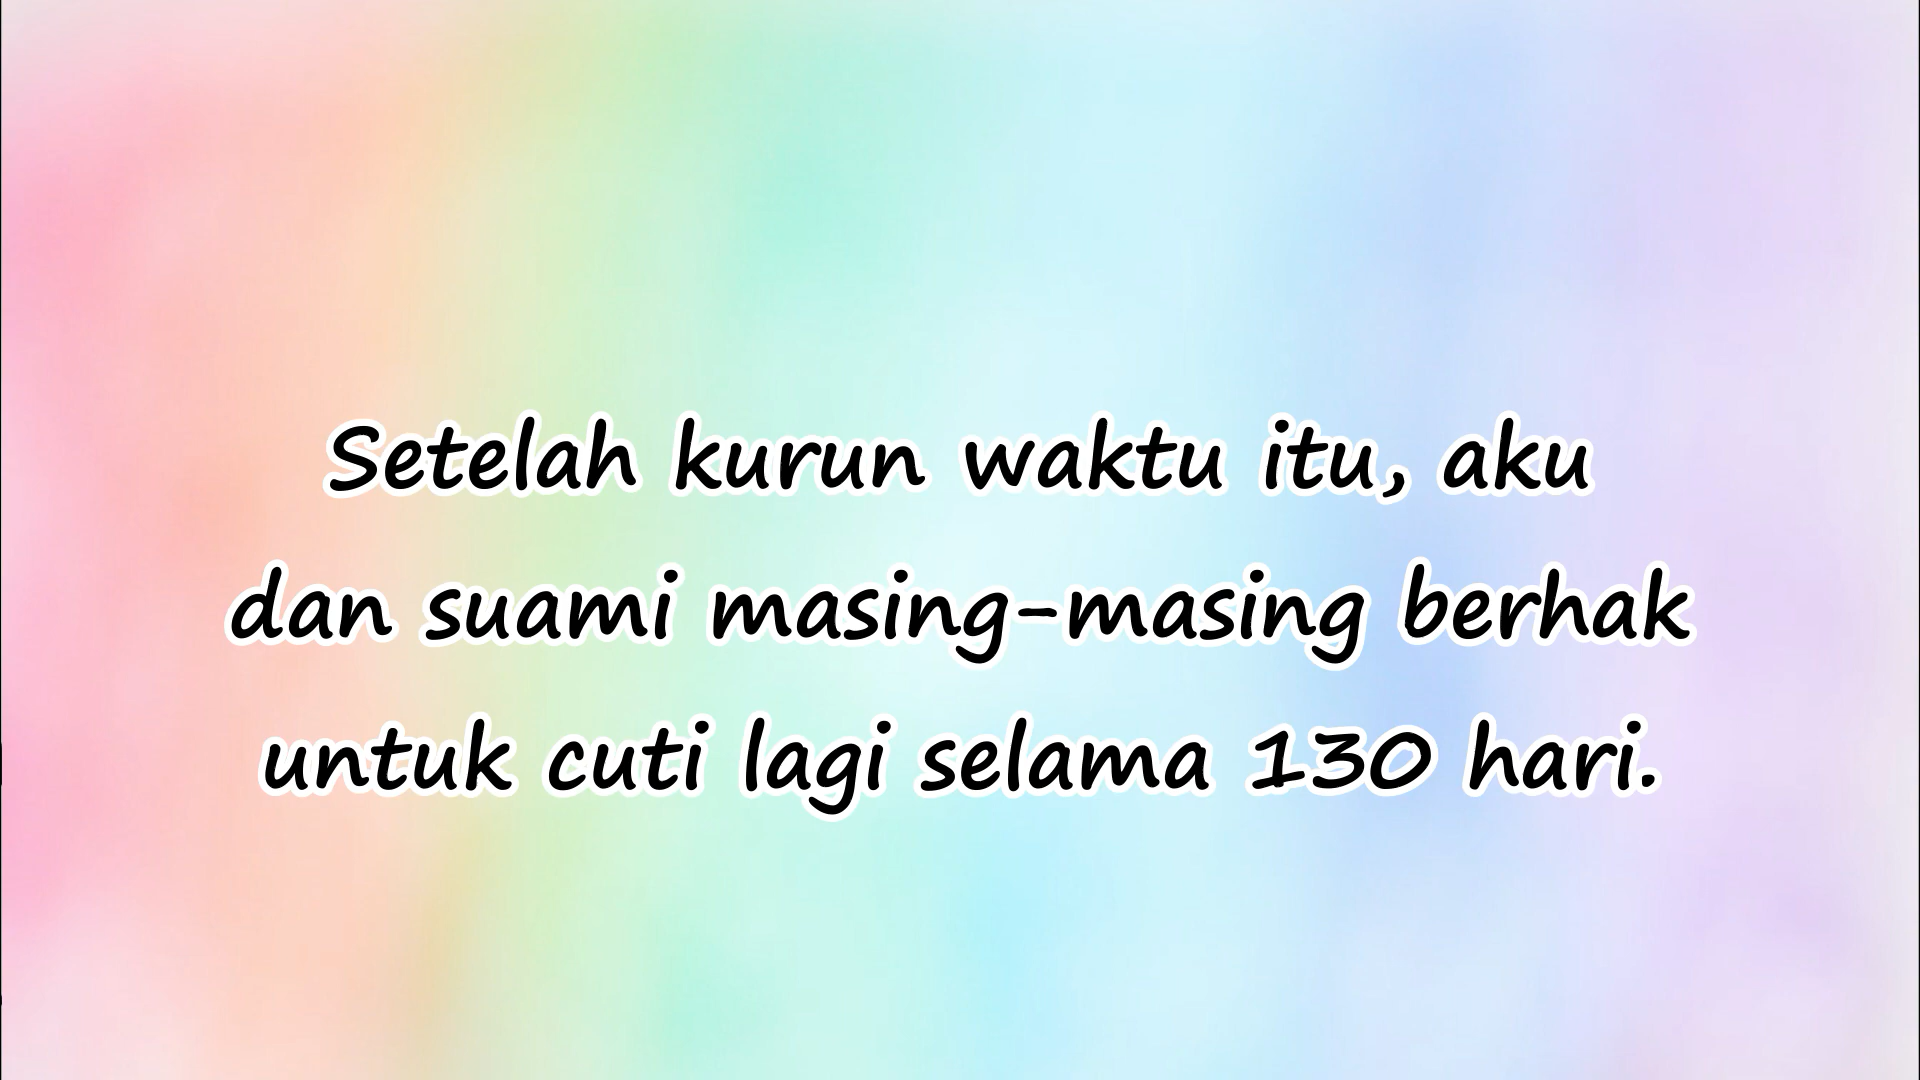 Setelah kurun waktu itu, aku
dan suami masing-masing berhak
untuk cuti lagi selama 130 hari.